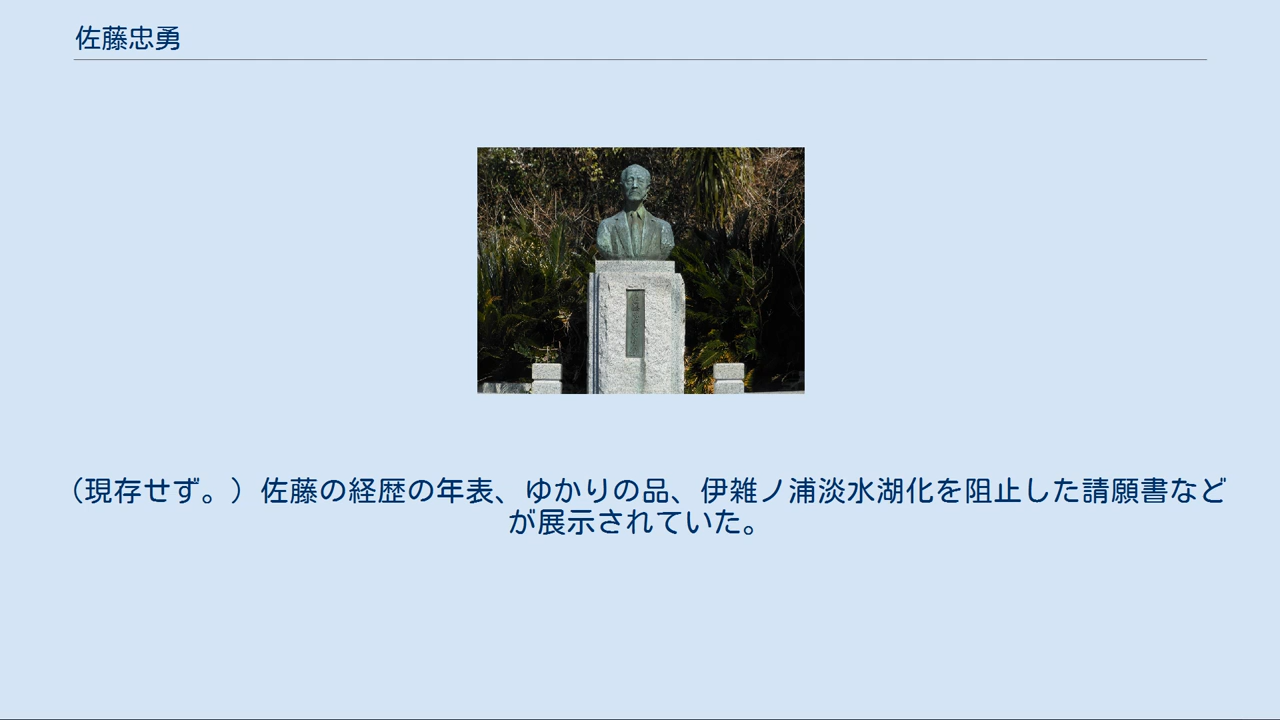 佐藤忠勇
（現存せず。）佐藤の経歴の年表、ゆかりの品、伊雑ノ浦淡水湖化を阻止した請願書など
が展示されていた。